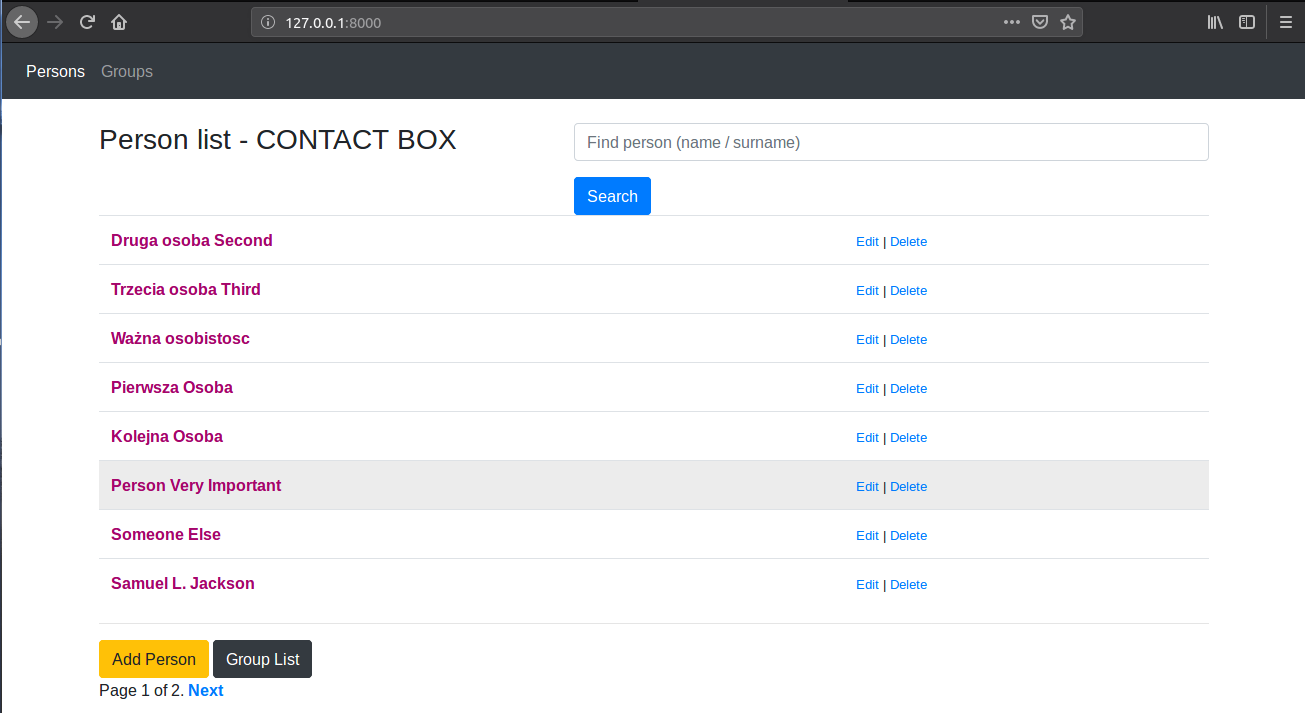 127.0.0.1:8000
Persons Groups
Person list - CONTACT BOX
Find person (name / surname)
Search
Druga osoba Second Edit | Delete
Trzecia osoba Third Edit | Delete
Ważna osobistosc Edit | Delete
Pierwsza Osoba Edit | Delete
Kolejna Osoba Edit | Delete
Person Very Important Edit | Delete
Someone Else Edit | Delete
Samuel L. Jackson Edit | Delete
Add Person Group List
Page 1 of 2. Next